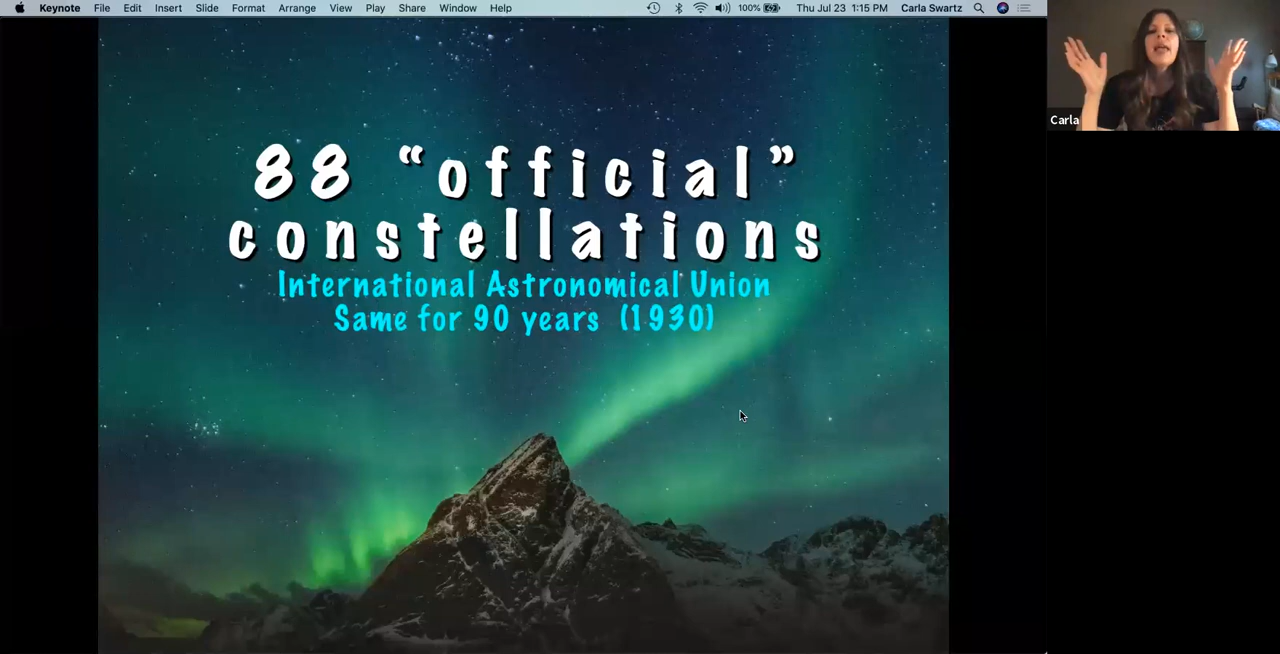 Keynote File Edit Insert Slide Format Arrange View Play Share Window Help 100% Thu Jul 23 1:15 PM Carla Swartz
88 “official”
constellations
International Astronomical Union
Same for 90 years (1930)
Carla